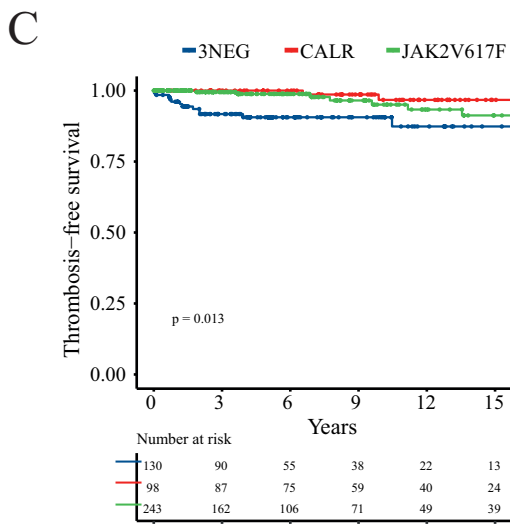 C
3NEG CALR JAK2V617F
Thrombosis−free survival
1.00
0.75
0.50
0.25
0.00
p = 0.013
0 3 6 9 12 15
Years
Number at risk
130 90 55 38 22 13
98 87 75 59 40 24
243 162 106 71 49 39